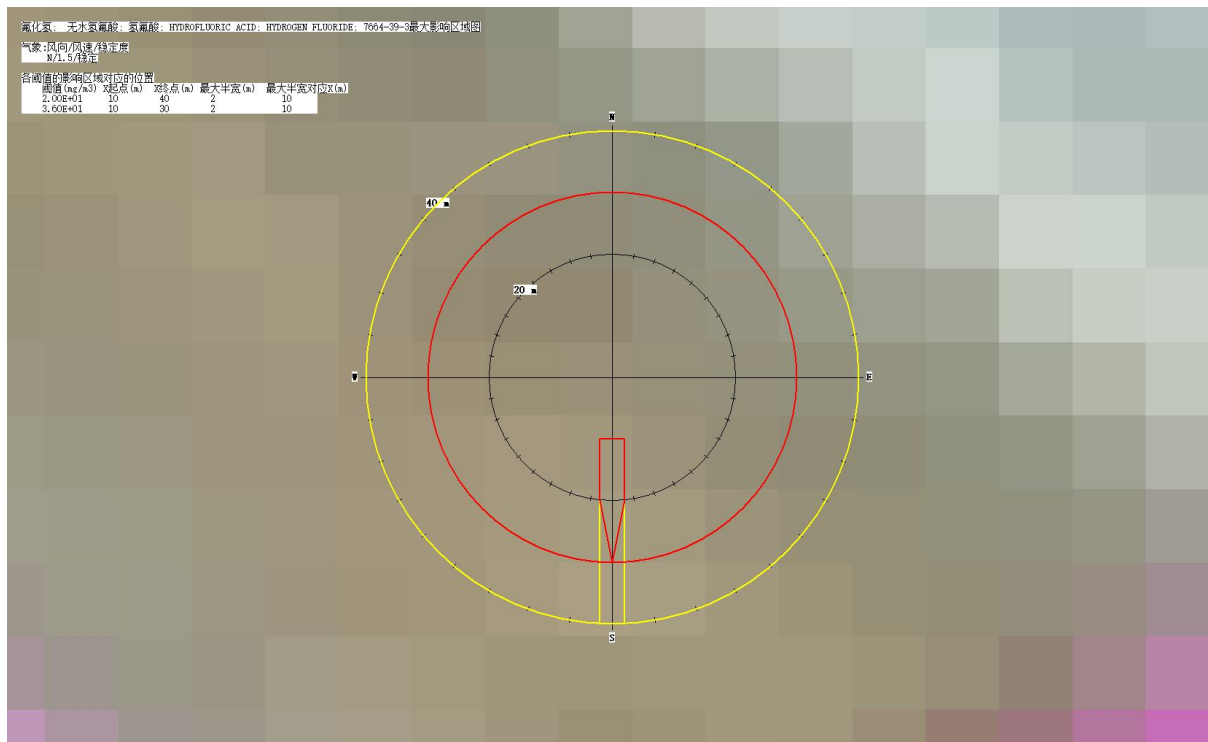 氟化氢; 无水氢氟酸; 氢氟酸; HYDROFLUORIC ACID; HYDROGEN FLUORIDE; 7664-39-3最大影响区域图
气象:风向/风速/稳定度
N/1.5/稳定
各阈值的影响区域对应的位置
阈值(mg/m3) X起点(m) X终点(m) 最大半宽(m) 最大半宽对应X(m)
2.00E+01 10 40 2 10
3.60E+01 10 30 2 10
N
40 m
20 m
W
E
S